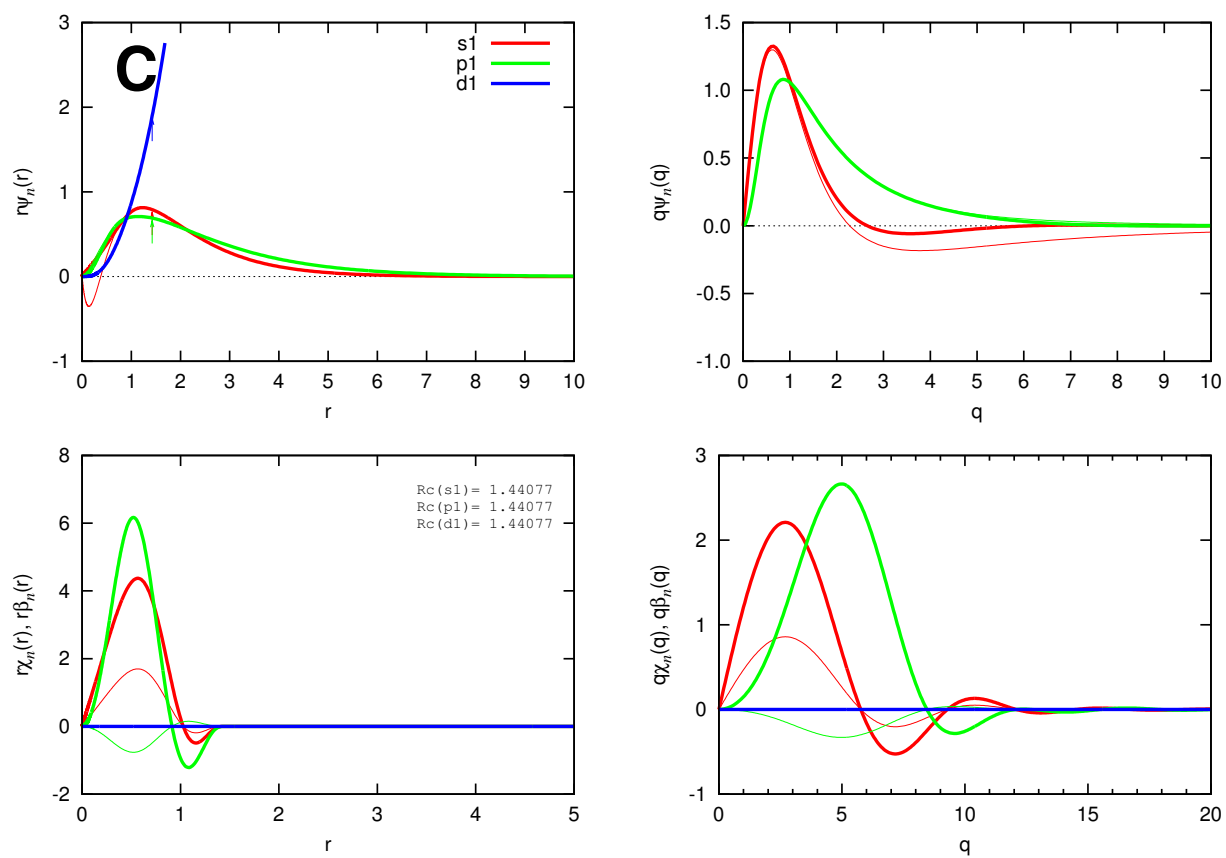 3
2
1
0
-1
0 1 2 3 4 5 6 7 8 9 10
rψn(r)
r
C
s1
p1
d1
1.5
1.0
0.5
0.0
-0.5
-1.0
0 1 2 3 4 5 6 7 8 9 10
qψn(q)
q
8
6
4
2
0
-2
0 1 2 3 4 5
rχn(r), rβn(r)
r
Rc(s1)= 1.44077
Rc(p1)= 1.44077
Rc(d1)= 1.44077
3
2
1
0
-1
0 5 10 15 20
qχn(q), qβn(q)
q